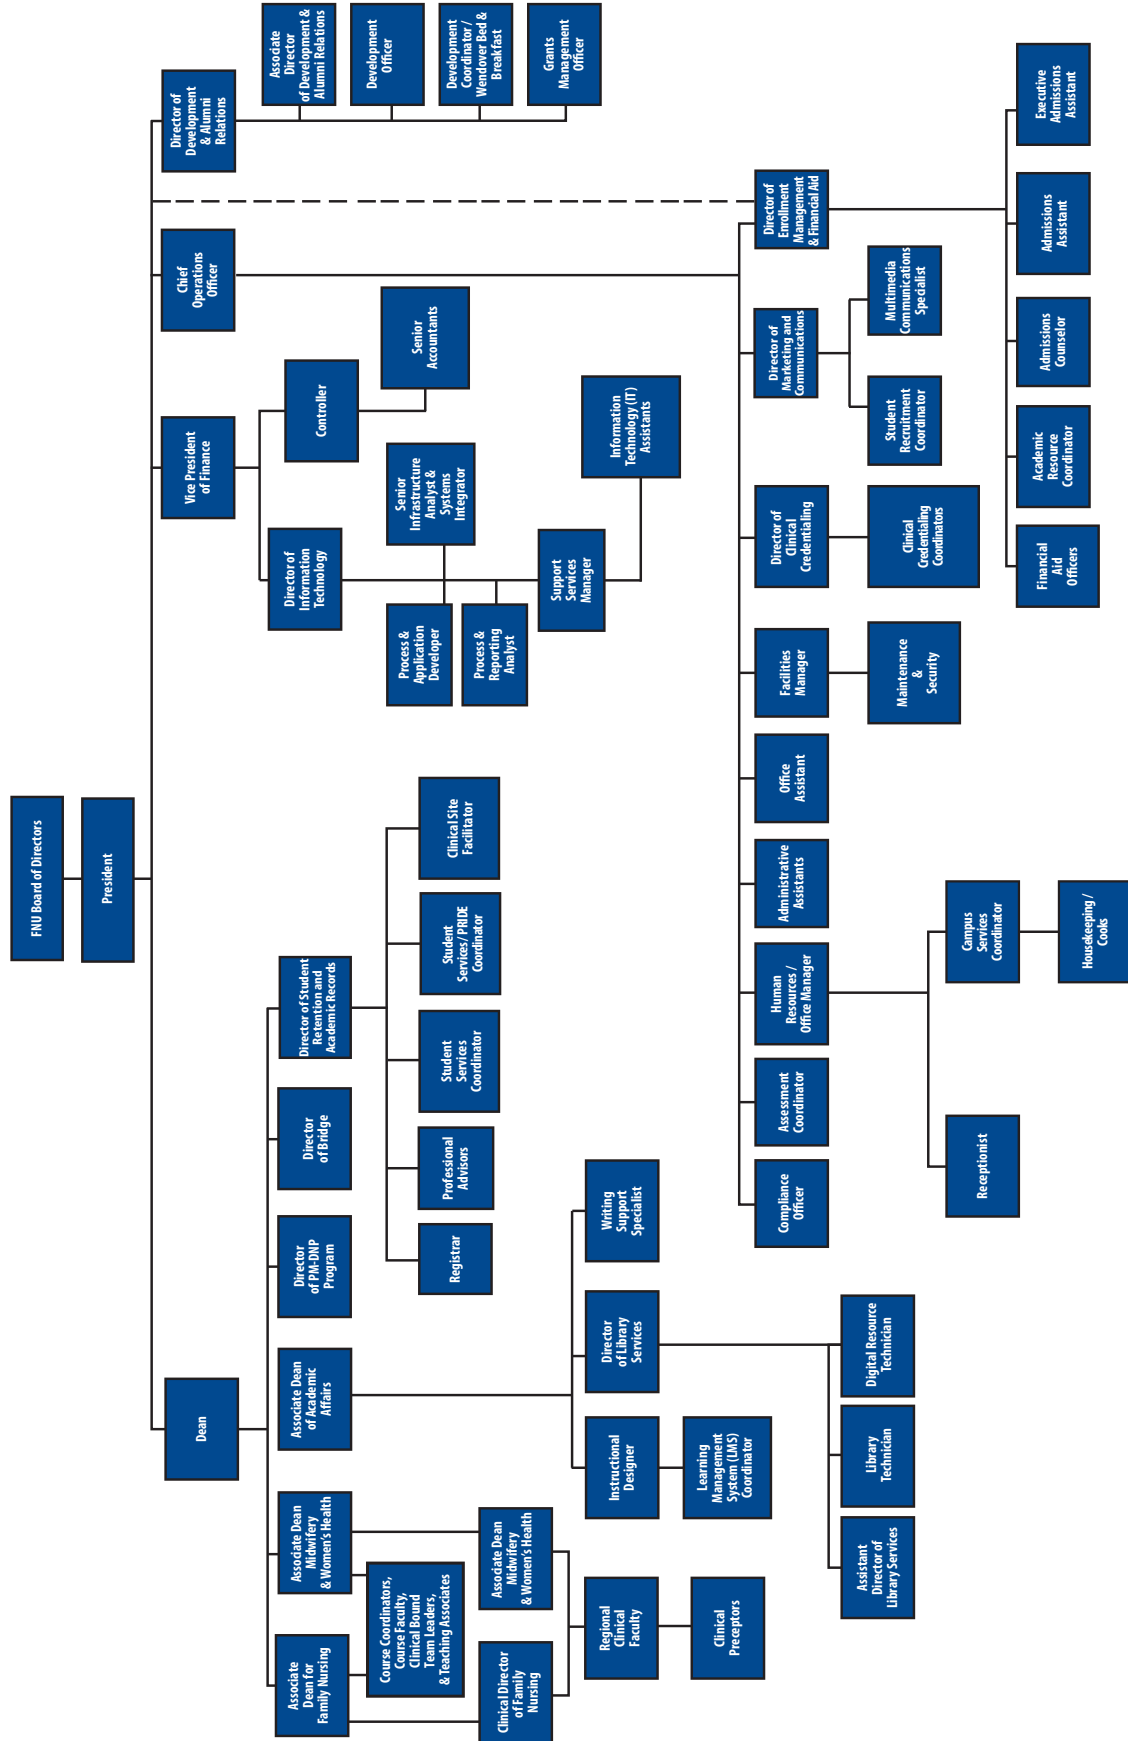 FNU Board of Directors
President
Dean
Vice President
of Finance
Chief
Operations
Officer
Director of
Development
& Alumni
Relations
Associate
Dean for
Family Nursing
Associate Dean
Midwifery
& Women's Health
Associate Dean
of Academic
Affairs
Director
of PM-DNP
Program
Director
of Bridge
Director of Student
Retention and
Academic Records
Course Coordinators,
Course Faculty,
Clinical Bound
Team Leaders,
& Teaching Associates
Clinical Director
of Family
Nursing
Associate Dean
Midwifery
& Women's Health
Regional
Clinical
Faculty
Clinical
Preceptors
Registrar
Professional
Advisors
Student
Services
Coordinator
Student
Services/ PRIDE
Coordinator
Clinical Site
Facilitator
Instructional
Designer
Director
of Library
Services
Writing
Support
Specialist
Learning
Management
System (LMS)
Coordinator
Assistant
Director of
Library Services
Library
Technician
Digital Resource
Technician
Director of
Information
Technology
Controller
Senior
Accountants
Process &
Application
Developer
Senior
Infrastructure
Analyst &
Systems
Integrator
Process &
Reporting
Analyst
Support
Services
Manager
Information
Technology (IT)
Assistants
Associate
Director
of Development &
Alumni Relations
Development
Officer
Development
Coordinator /
Wendover Bed &
Breakfast
Grants
Management
Officer
Compliance
Officer
Assessment
Coordinator
Human
Resources /
Office Manager
Administrative
Assistants
Office
Assistant
Facilities
Manager
Director of
Clinical
Credentialing
Director of
Marketing and
Communications
Director of
Enrollment
Management
& Financial Aid
Receptionist
Campus
Services
Coordinator
Housekeeping /
Cooks
Maintenance
&
Security
Clinical
Credentialing
Coordinators
Student
Recruitment
Coordinator
Multimedia
Communications
Specialist
Financial
Aid
Officers
Academic
Resource
Coordinator
Admissions
Counselor
Admissions
Assistant
Executive
Admissions
Assistant